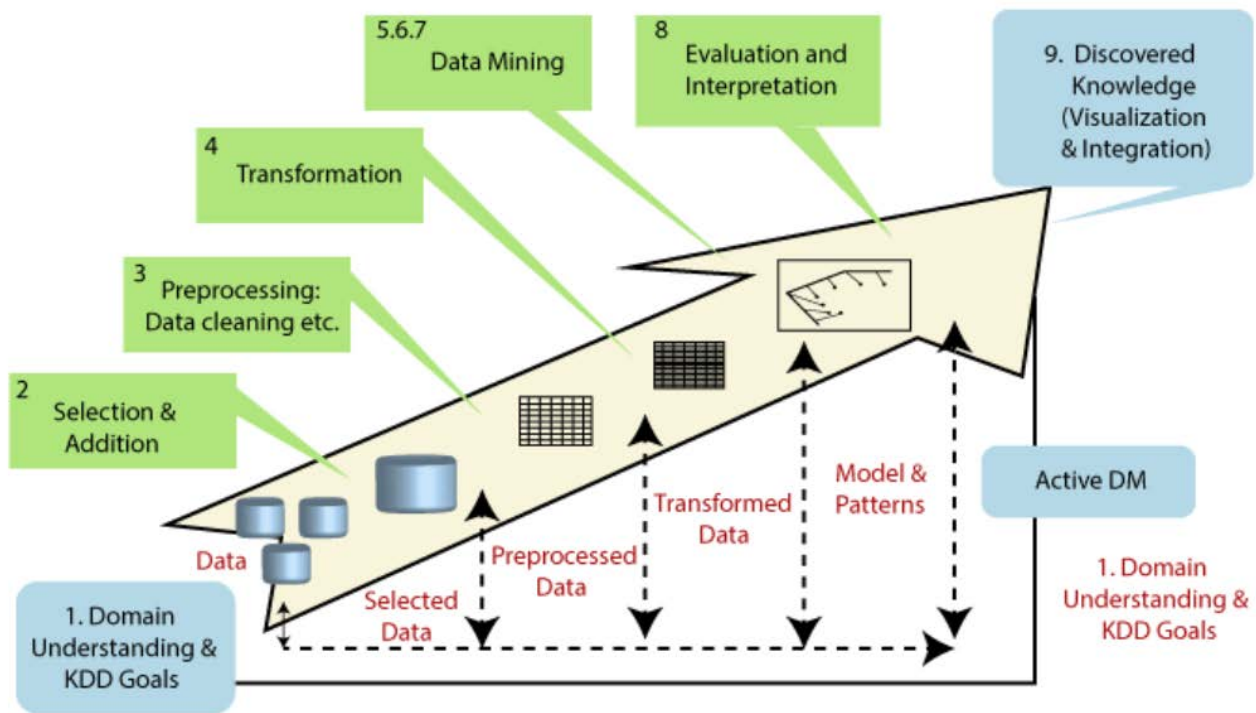 5.6.7
Data Mining
8
Evaluation and
Interpretation
9. Discovered
Knowledge
(Visualization
& Integration)
4
Transformation
3
Preprocessing:
Data cleaning etc.
2
Selection &
Addition
Data
Selected
Data
Preprocessed
Data
Transformed
Data
Model &
Patterns
Active DM
1. Domain
Understanding &
KDD Goals
1. Domain
Understanding &
KDD Goals